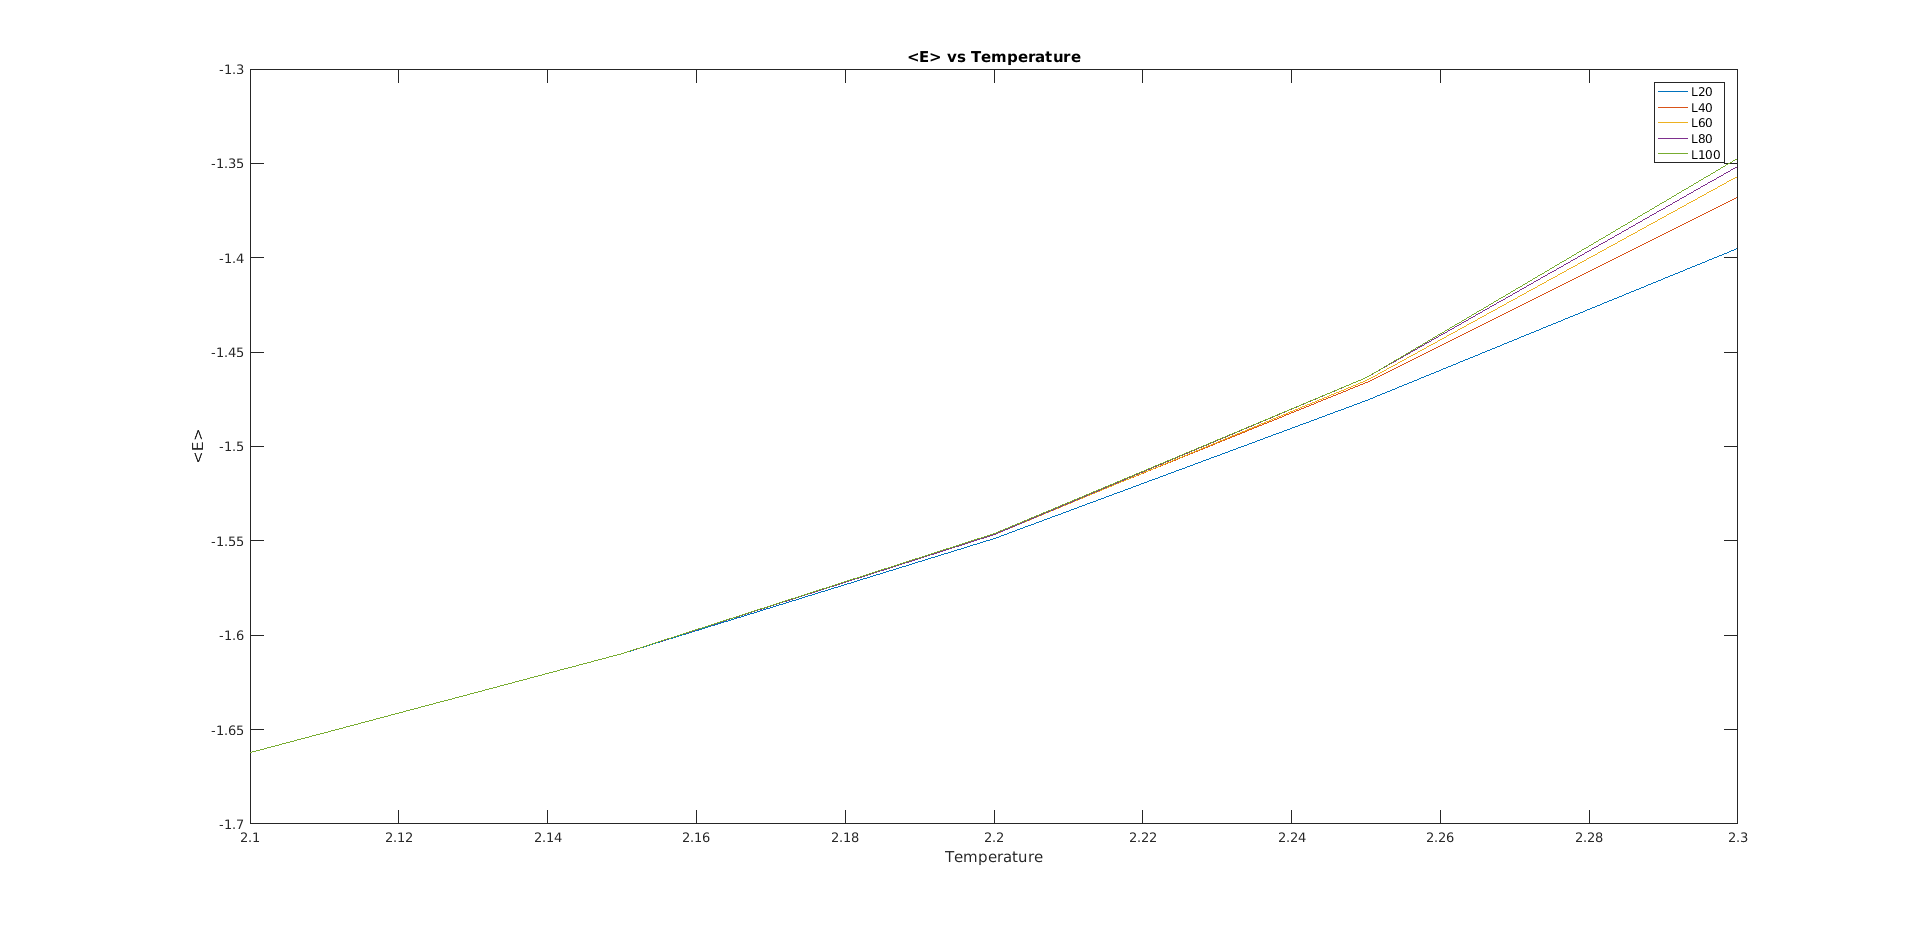 <E> vs Temperature
-1.3
-1.35
-1.4
-1.45
-1.5
-1.55
-1.6
-1.65
-1.7
<E>
L20
L40
L60
L80
L100
2.1 2.12 2.14 2.16 2.18 2.2 2.22 2.24 2.26 2.28 2.3
Temperature